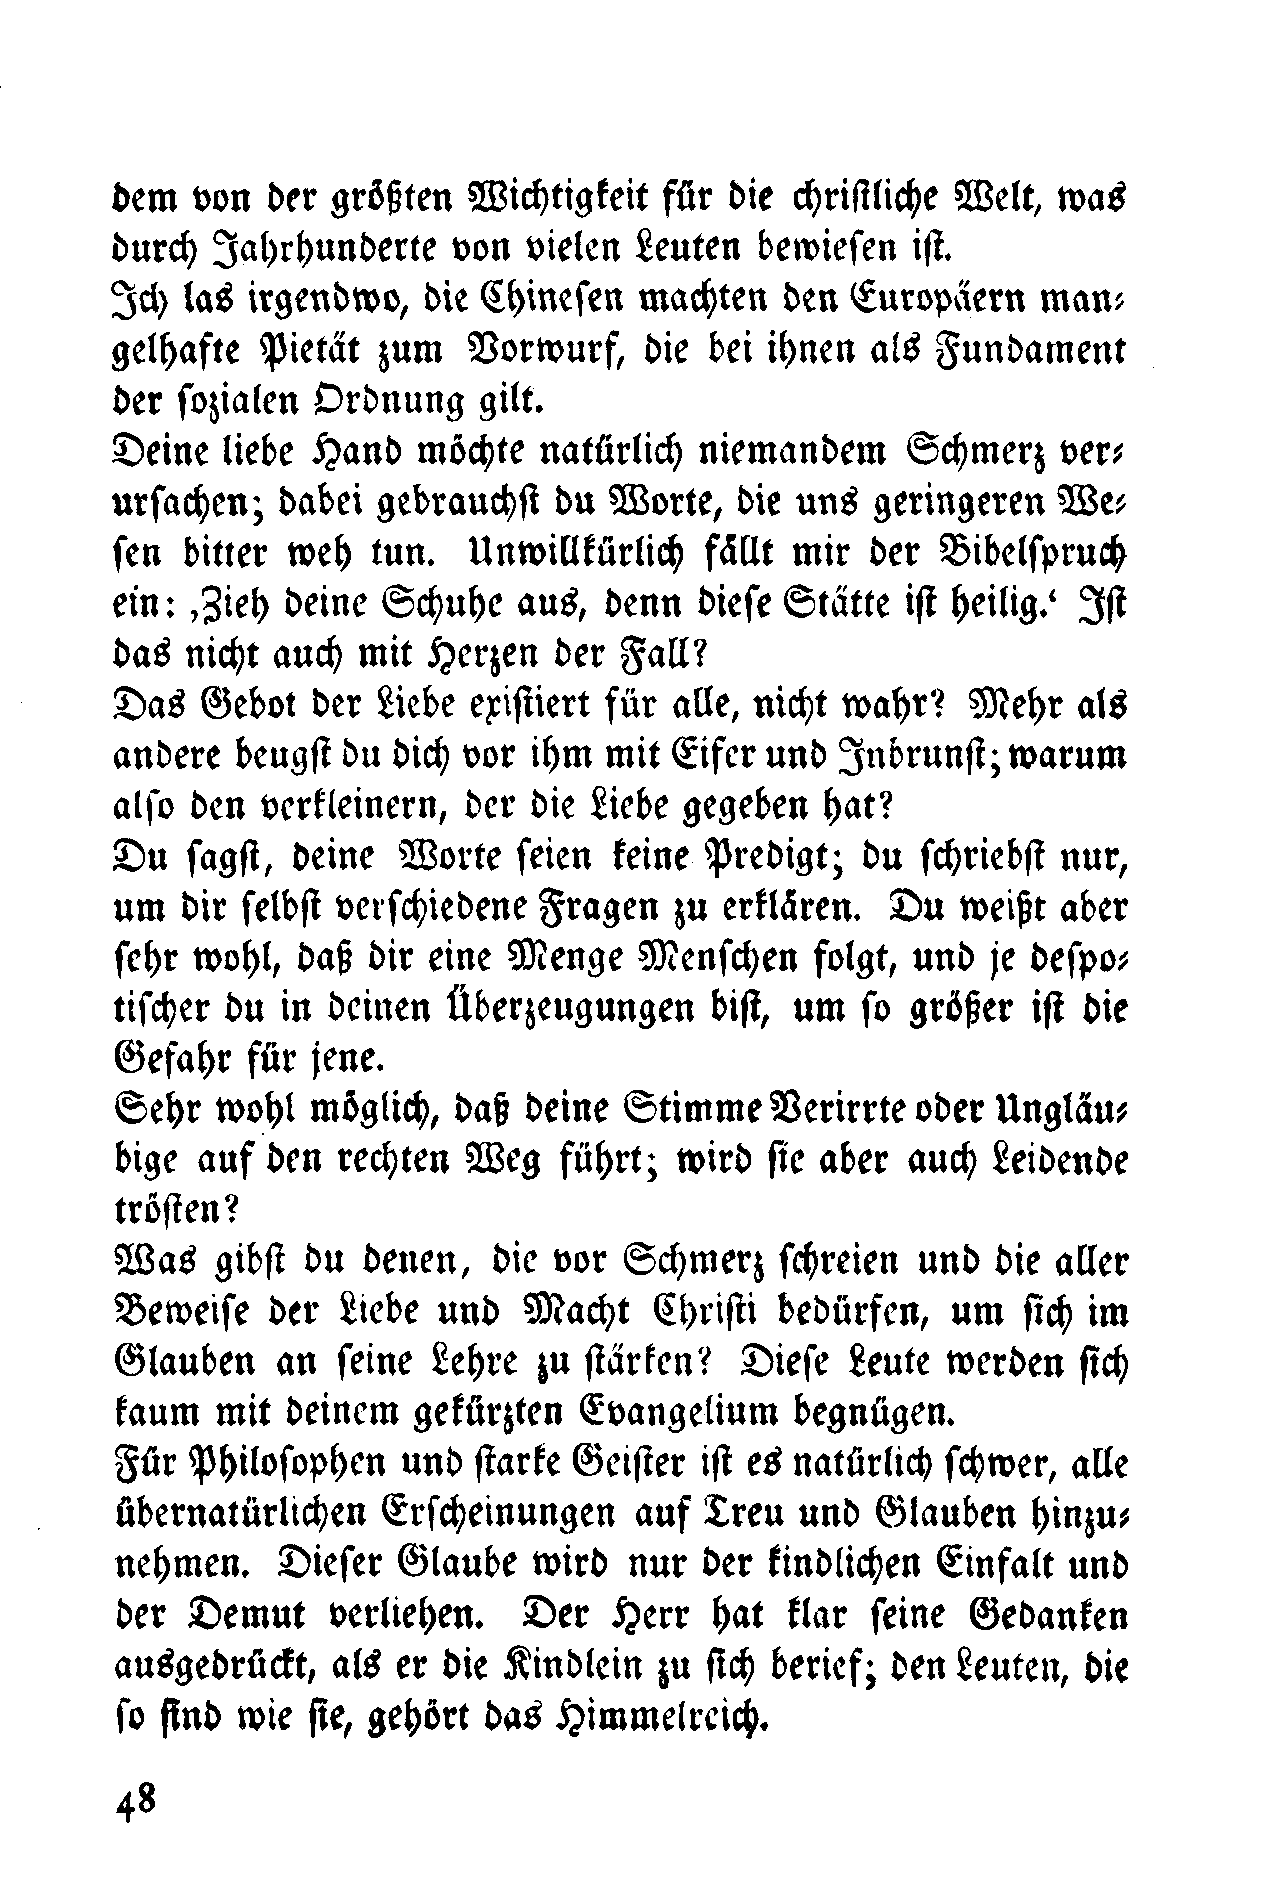 dem von der größten Wichtigkeit für die christliche Welt, was
durch Jahrhunderte von vielen Leuten bewiesen ist.
Ich las irgendwo, die Chinesen machten den Europäern man-
gelhafte Pietät zum Vorwurf, die bei ihnen als Fundament
der sozialen Ordnung gilt.
Deine liebe Hand möchte natürlich niemandem Schmerz ver-
ursachen; dabei gebrauchst du Worte, die uns geringeren We-
sen bitter weh tun. Unwillkürlich fällt mir der Bibelspruch
ein: ‚Zieh deine Schuhe aus, denn diese Stätte ist heilig.‘ Ist
das nicht auch mit Herzen der Fall?
Das Gebot der Liebe existiert für alle, nicht wahr? Mehr als
andere beugst du dich vor ihm mit Eifer und Inbrunst; warum
also den verkleinern, der die Liebe gegeben hat?
Du sagst, deine Worte seien keine Predigt; du schriebst nur,
um dir selbst verschiedene Fragen zu erklären. Du weißt aber
sehr wohl, daß dir eine Menge Menschen folgt, und je despo-
tischer du in deinen Überzeugungen bist, um so größer ist die
Gefahr für jene.
Sehr wohl möglich, daß deine Stimme Verirrte oder Ungläu-
bige auf den rechten Weg führt; wird sie aber auch Leidende
trösten?
Was gibst du denen, die vor Schmerz schreien und die aller
Beweise der Liebe und Macht Christi bedürfen, um sich im
Glauben an seine Lehre zu stärken? Diese Leute werden sich
kaum mit deinem gekürzten Evangelium begnügen.
Für Philosophen und starke Geister ist es natürlich schwer, alle
übernatürlichen Erscheinungen auf Treu und Glauben hinzu-
nehmen. Dieser Glaube wird nur der kindlichen Einfalt und
der Demut verliehen. Der Herr hat klar seine Gedanken
ausgedrückt, als er die Kindlein zu sich berief; den Leuten, die
so sind wie sie, gehört das Himmelreich.
48